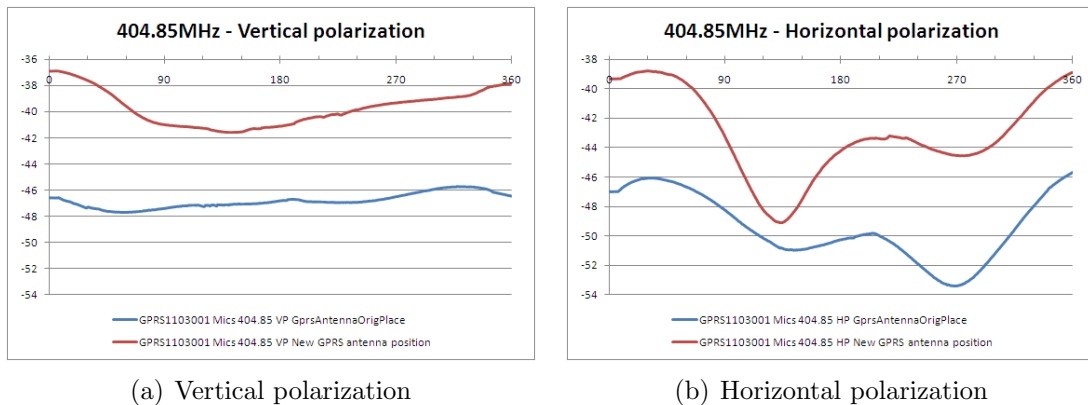 404.85MHz - Vertical polarization
-36
0 90 180 270 360
-38
-40
-42
-44
-46
-48
-50
-52
-54
GPRS1103001 Mics 404.85 VP GprsAntennaOrigPlace
GPRS1103001 Mics 404.85 VP New GPRS antenna position
(a) Vertical polarization
404.85MHz - Horizontal polarization
-38
0 90 180 270 360
-40
-42
-44
-46
-48
-50
-52
-54
GPRS1103001 Mics 404.85 HP GprsAntennaOrigPlace
GPRS1103001 Mics 404.85 HP New GPRS antenna position
(b) Horizontal polarization